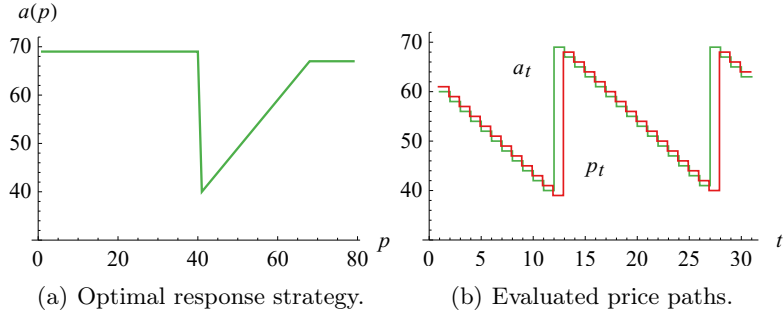 a(p)
70
60
50
40
0 20 40 60 80 p
(a) Optimal response strategy.
70
60
50
40
a_t
p_t
0 5 10 15 20 25 30 t
(b) Evaluated price paths.